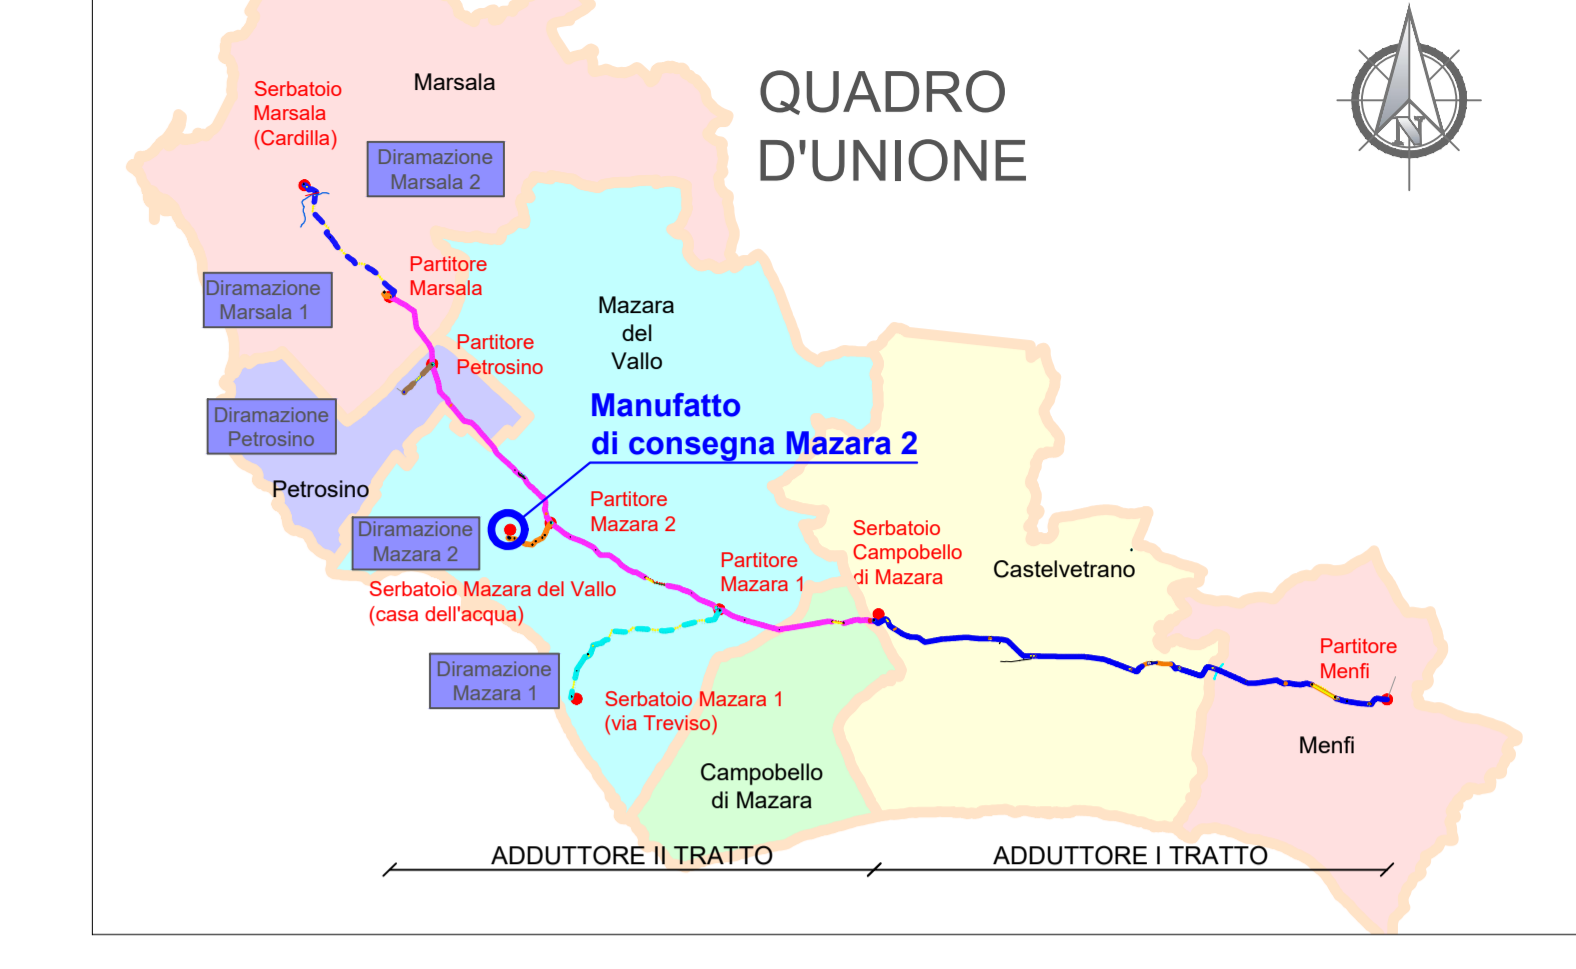 QUADRO
D'UNIONE
N
Marsala
Serbatoio
Marsala
(Cardilla)
Diramazione
Marsala 2
Partitore
Marsala
Diramazione
Marsala 1
Mazara
del
Vallo
Partitore
Petrosino
Manufatto
di consegna Mazara 2
Diramazione
Petrosino
Petrosino
Partitore
Mazara 2
Diramazione
Mazara 2
Serbatoio
Campobello
di Mazara
Partitore
Mazara 1
Castelvetrano
Serbatoio Mazara del Vallo
(casa dell'acqua)
Partitore
Menfi
Diramazione
Mazara 1
Serbatoio Mazara 1
(via Treviso)
Menfi
Campobello
di Mazara
ADDUTTORE II TRATTO
ADDUTTORE I TRATTO